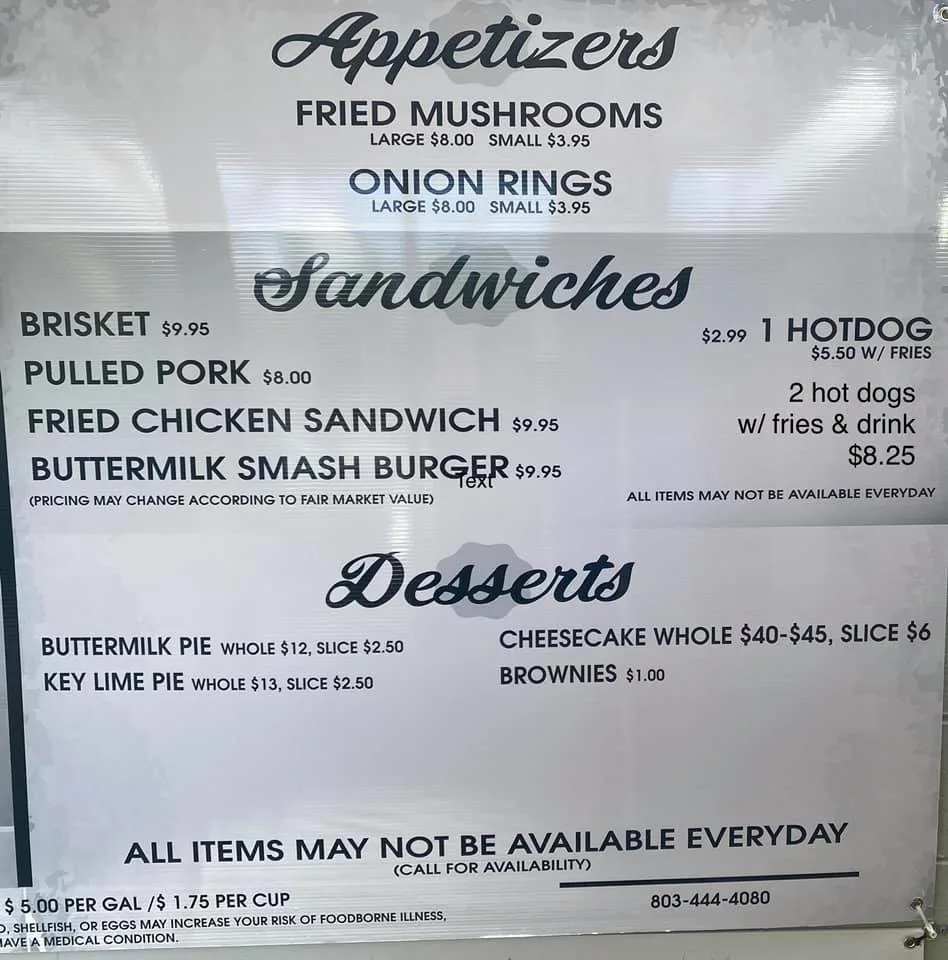 Appetizers
FRIED MUSHROOMS
LARGE $8.00 SMALL $3.95
ONION RINGS
LARGE $8.00 SMALL $3.95
Sandwiches
BRISKET $9.95
PULLED PORK $8.00
FRIED CHICKEN SANDWICH $9.95
BUTTERMILK SMASH BURGER $9.95
Text
(PRICING MAY CHANGE ACCORDING TO FAIR MARKET VALUE)
$2.99 1 HOTDOG
$5.50 W/ FRIES
2 hot dogs
w/ fries & drink
$8.25
ALL ITEMS MAY NOT BE AVAILABLE EVERYDAY
Desserts
BUTTERMILK PIE WHOLE $12, SLICE $2.50
KEY LIME PIE WHOLE $13, SLICE $2.50
CHEESECAKE WHOLE $40-$45, SLICE $6
BROWNIES $1.00
ALL ITEMS MAY NOT BE AVAILABLE EVERYDAY
(CALL FOR AVAILABILITY)
803-444-4080
$ 5.00 PER GAL /$ 1.75 PER CUP
SHELLFISH, OR EGGS MAY INCREASE YOUR RISK OF FOODBORNE ILLNESS,
HAVE A MEDICAL CONDITION.